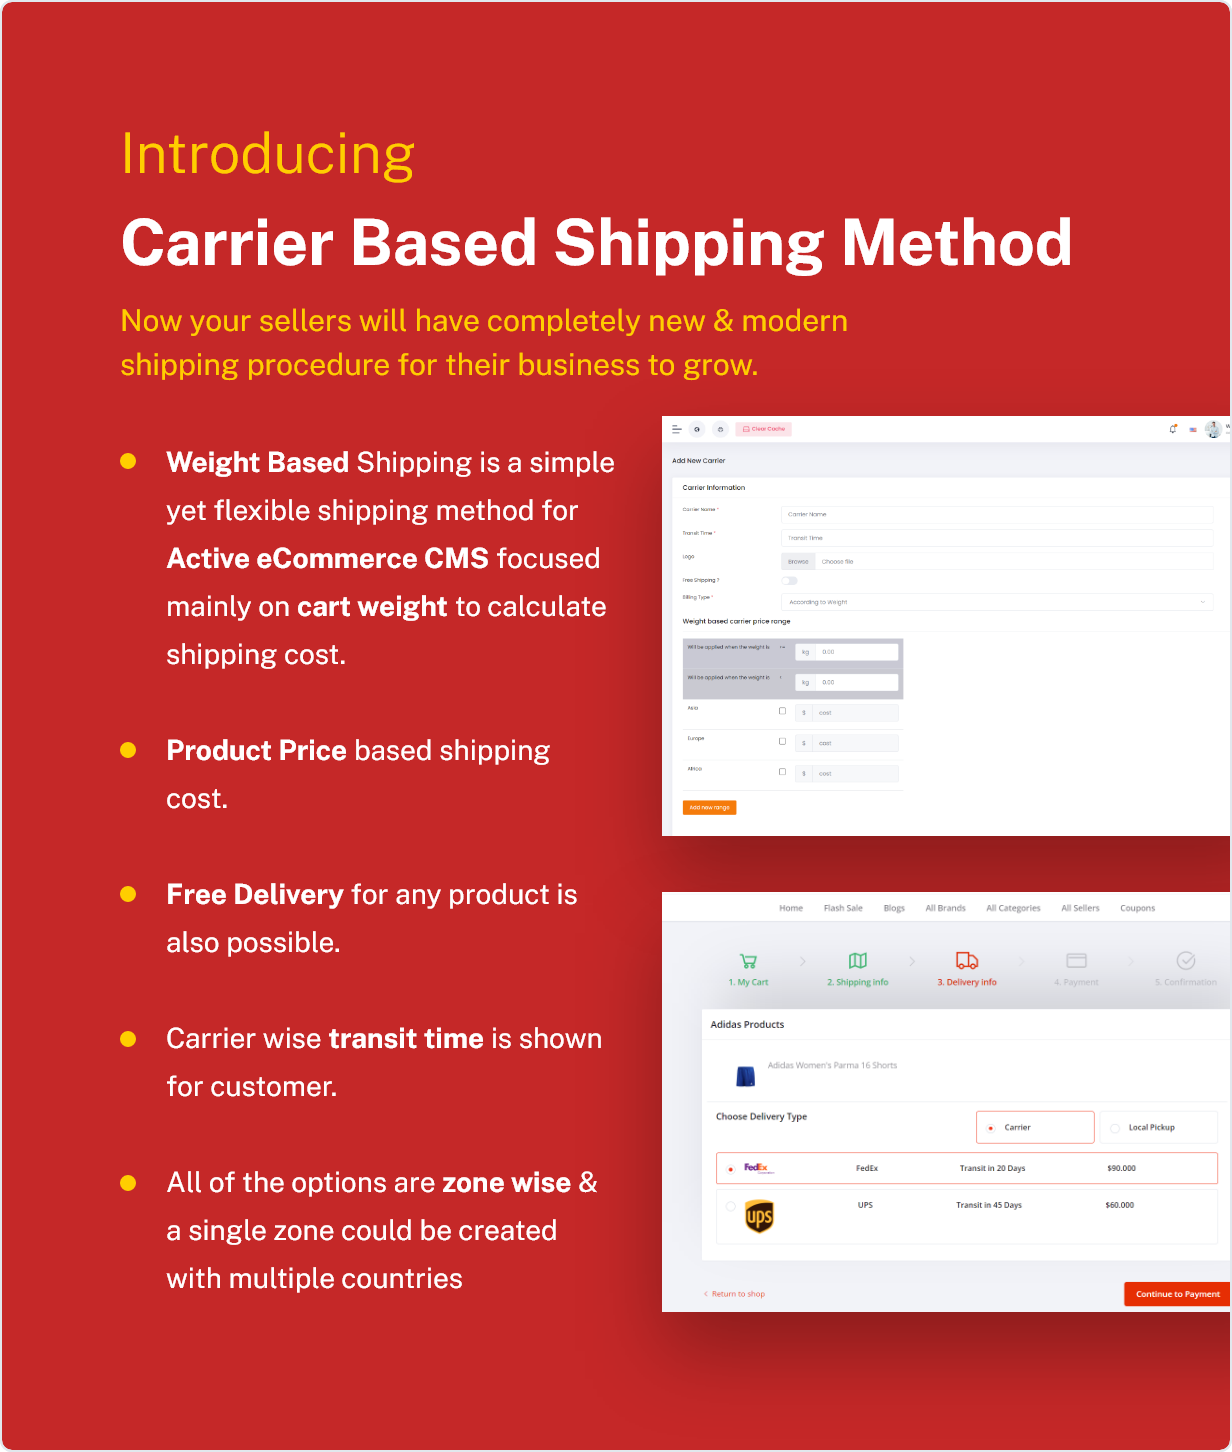 Introducing
Carrier Based Shipping Method
Now your sellers will have completely new & modern
shipping procedure for their business to grow.
Weight Based Shipping is a simple
yet flexible shipping method for
Active eCommerce CMS focused
mainly on cart weight to calculate
shipping cost.
Product Price based shipping
cost.
Free Delivery for any product is
also possible.
Carrier wise transit time is shown
for customer.
All of the options are zone wise &
a single zone could be created
with multiple countries
Clear Cache
Add New Carrier
Carrier Information
Carrier Name *
Carrier Name
Transit Time *
Transit Time
Logo
Browse Choose file
Free Shipping ?
Billing Type *
According to Weight
Weight based carrier price range
Will be applied when the weight is
kg 0.00
Will be applied when the weight is
kg 0.00
Asia
$ cost
Europe
$ cost
Africa
$ cost
Add new range
Home Flash Sale Blogs All Brands All Categories All Sellers Coupons
1. My Cart 2. Shipping info 3. Delivery info 4. Payment 5. Confirmation
Adidas Products
Adidas Women's Parma 16 Shorts
Choose Delivery Type
Carrier Local Pickup
FedEx FedEx Transit in 20 Days $90.000
ups UPS Transit in 45 Days $60.000
Return to shop
Continue to Payment